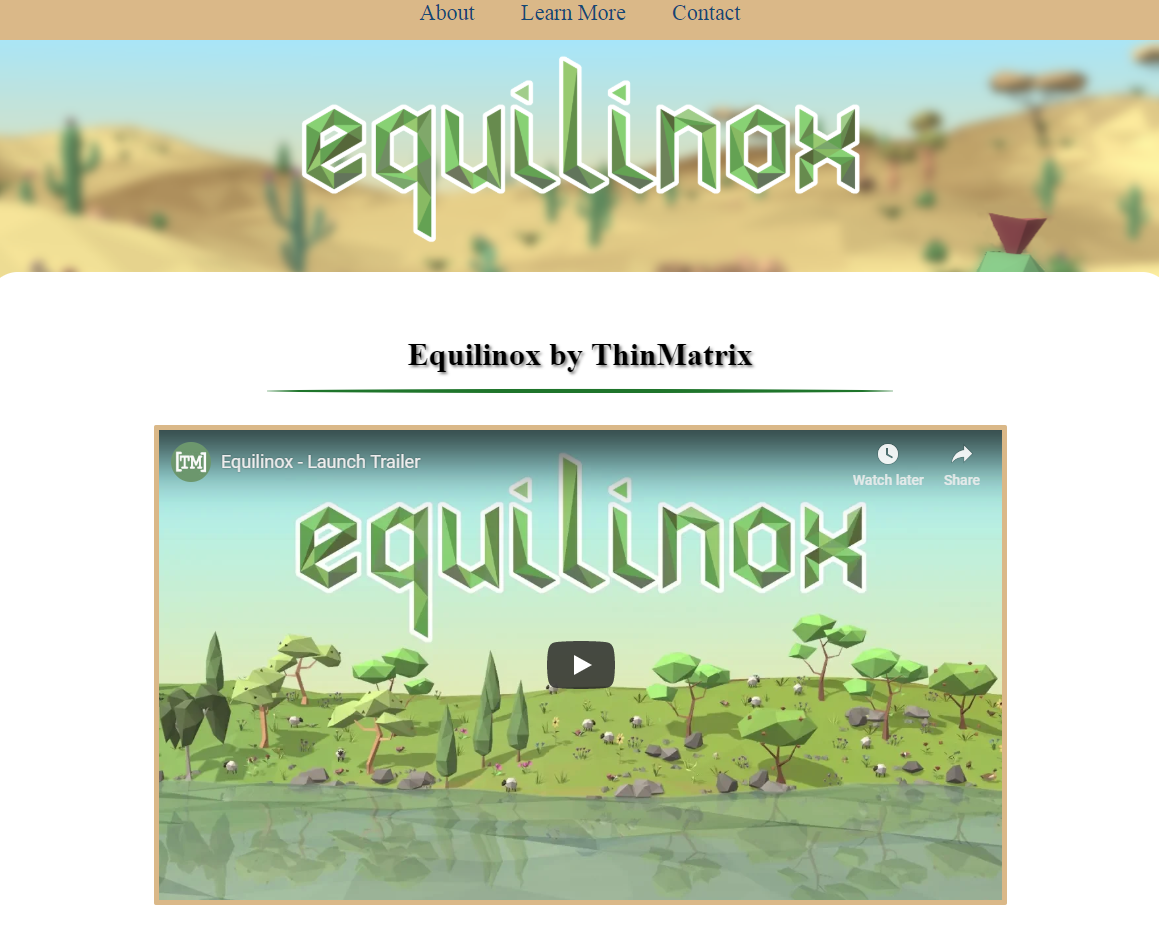 About Learn More Contact
equilinox
Equilinox by ThinMatrix
[TM] Equilinox - Launch Trailer
Watch later Share
equilinox